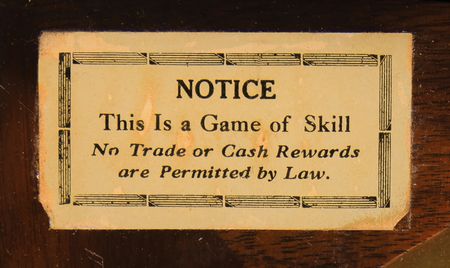 NOTICE
This Is a Game of Skill
No Trade or Cash Rewards
are Permitted by Law.